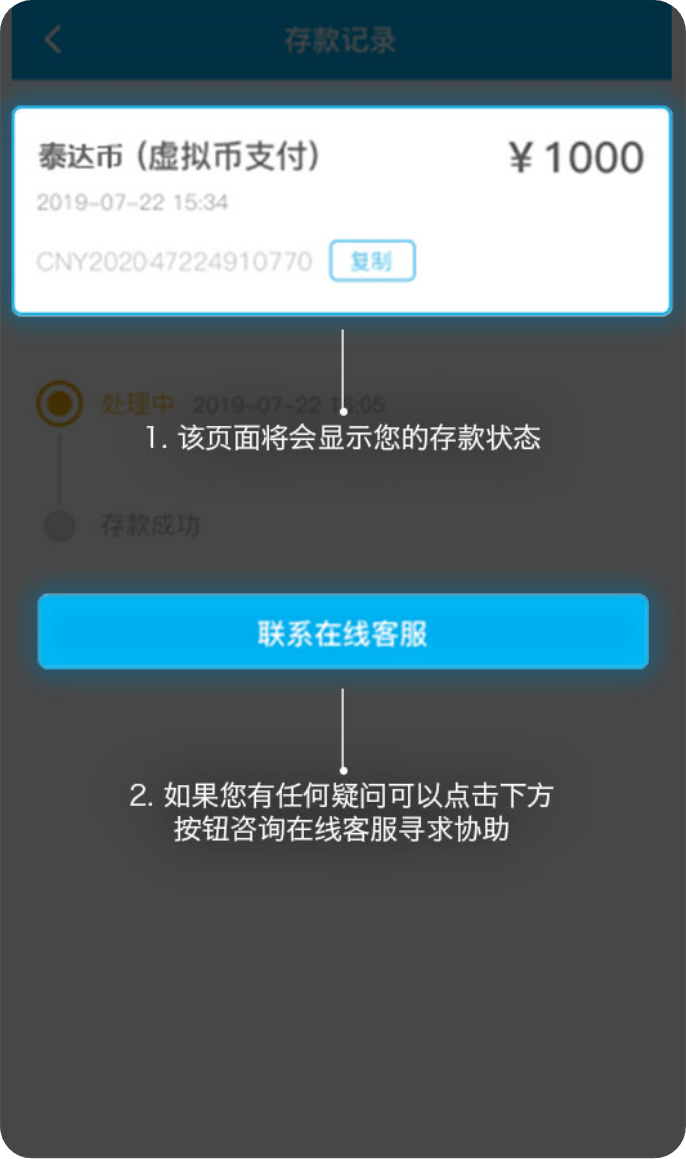 存款记录
泰达币（虚拟币支付）
¥1000
2019-07-22 15:34
CNY202047224910770
复制
处理中 2019-07-22 16:05
1. 该页面将会显示您的存款状态
存款成功
联系在线客服
2. 如果您有任何疑问可以点击下方
按钮咨询在线客服寻求协助